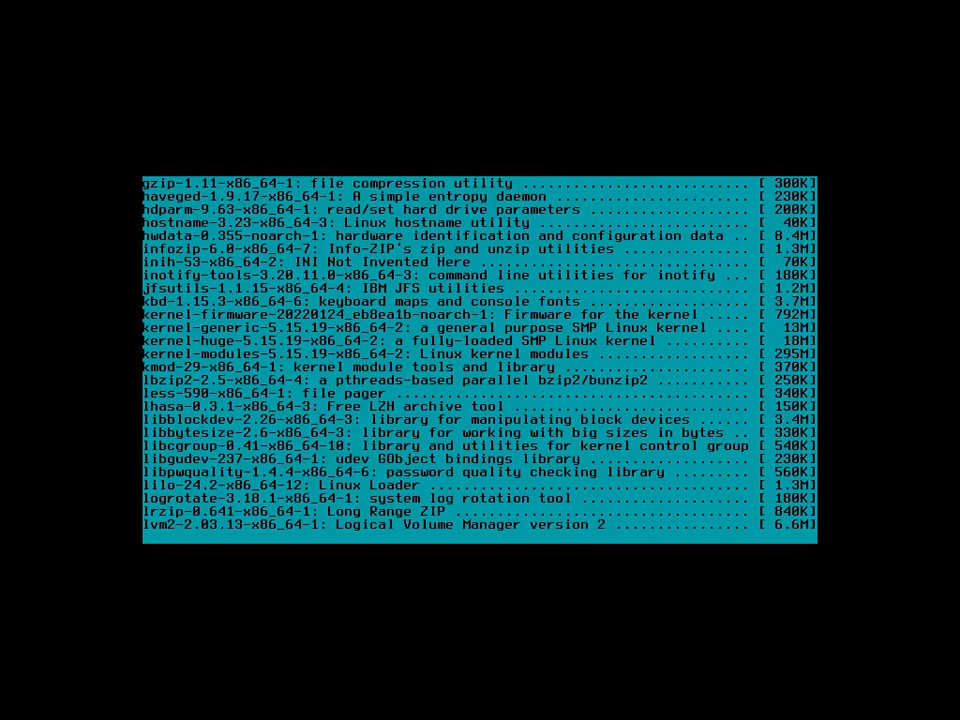 gzip-1.11-x86_64-1: file compression utility ........................... [ 300K]
haveged-1.9.17-x86_64-1: A simple entropy daemon ....................... [ 230K]
hdparm-9.63-x86_64-1: read/set hard drive parameters ................... [ 200K]
hostname-3.23-x86_64-3: Linux hostname utility ......................... [  40K]
hwdata-0.355-noarch-1: hardware identification and configuration data .. [ 8.4M]
infozip-6.0-x86_64-7: Info-ZIP's zip and unzip utilities ............... [ 1.3M]
inih-53-x86_64-2: INI Not Invented Here ................................ [  70K]
inotify-tools-3.20.11.0-x86_64-3: command line utilities for inotify ... [ 180K]
jfsutils-1.1.15-x86_64-4: IBM JFS utilities ............................ [ 1.2M]
kbd-1.15.3-x86_64-6: keyboard maps and console fonts ................... [ 3.7M]
kernel-firmware-20220124_eb8ea1b-noarch-1: Firmware for the kernel ..... [ 792M]
kernel-generic-5.15.19-x86_64-2: a general purpose SMP Linux kernel .... [  13M]
kernel-huge-5.15.19-x86_64-2: a fully-loaded SMP Linux kernel .......... [  18M]
kernel-modules-5.15.19-x86_64-2: Linux kernel modules .................. [ 295M]
kmod-29-x86_64-1: kernel module tools and library ...................... [ 370K]
lbzip2-2.5-x86_64-4: a pthreads-based parallel bzip2/bunzip2 ........... [ 250K]
less-590-x86_64-1: file pager .......................................... [ 340K]
lhasa-0.3.1-x86_64-3: Free LZH archive tool ............................ [ 150K]
libblockdev-2.26-x86_64-3: library for manipulating block devices ...... [ 3.4M]
libbytesize-2.6-x86_64-3: library for working with big sizes in bytes .. [ 330K]
libcgroup-0.41-x86_64-10: library and utilities for kernel control group [ 540K]
libgudev-237-x86_64-1: udev GObject bindings library ................... [ 230K]
libpwquality-1.4.4-x86_64-6: password quality checking library ......... [ 560K]
lilo-24.2-x86_64-12: Linux Loader ...................................... [ 1.3M]
logrotate-3.18.1-x86_64-1: system log rotation tool .................... [ 180K]
lrzip-0.641-x86_64-1: Long Range ZIP ................................... [ 840K]
lvm2-2.03.13-x86_64-1: Logical Volume Manager version 2 ................ [ 6.6M]